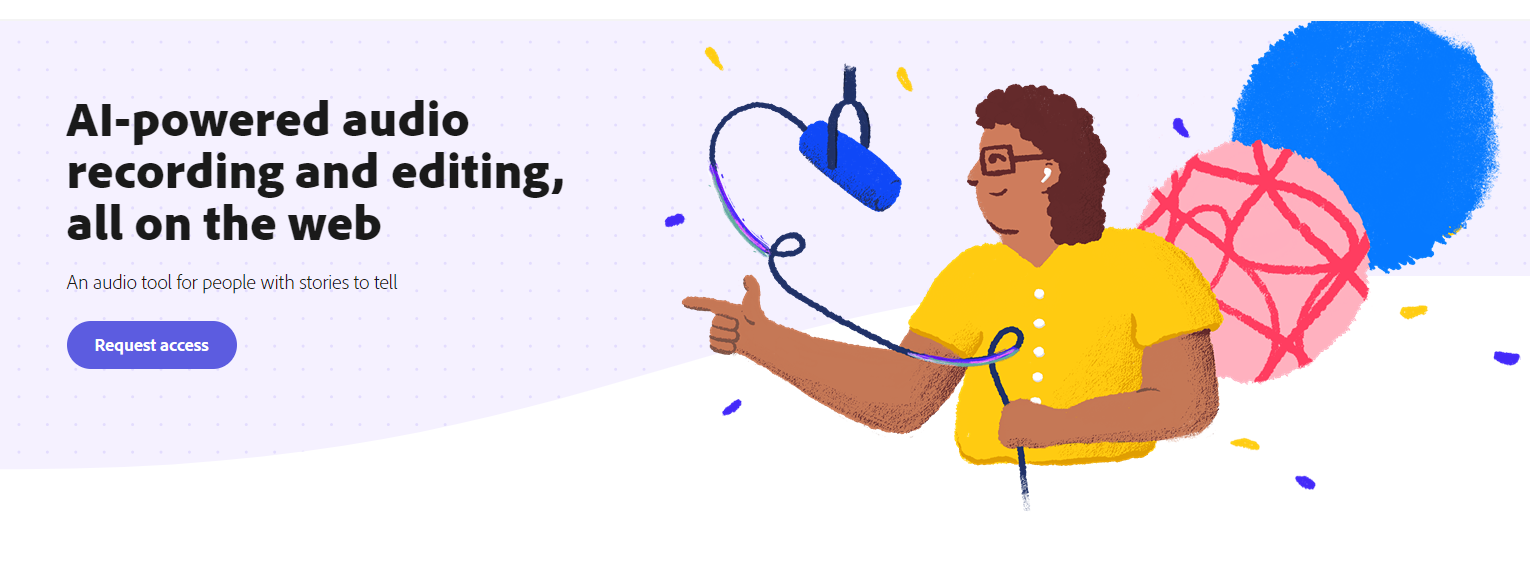 AI-powered audio
recording and editing,
all on the web
An audio tool for people with stories to tell
Request access